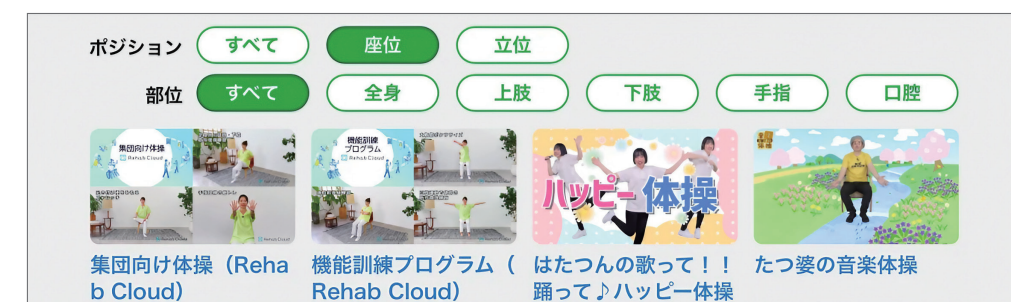 ポジション すべて 座位 立位
部位 すべて 全身 上肢 下肢 手指 口腔
集団向け体操
Rehab Cloud
機能訓練
プログラム
Rehab Cloud
ハッピー体操
Rehab Cloud
Rehab Cloud
集団向け体操（Reha
b Cloud）
機能訓練プログラム（
Rehab Cloud）
はたつんの歌って！！
踊って♪ハッピー体操
たつ婆の音楽体操